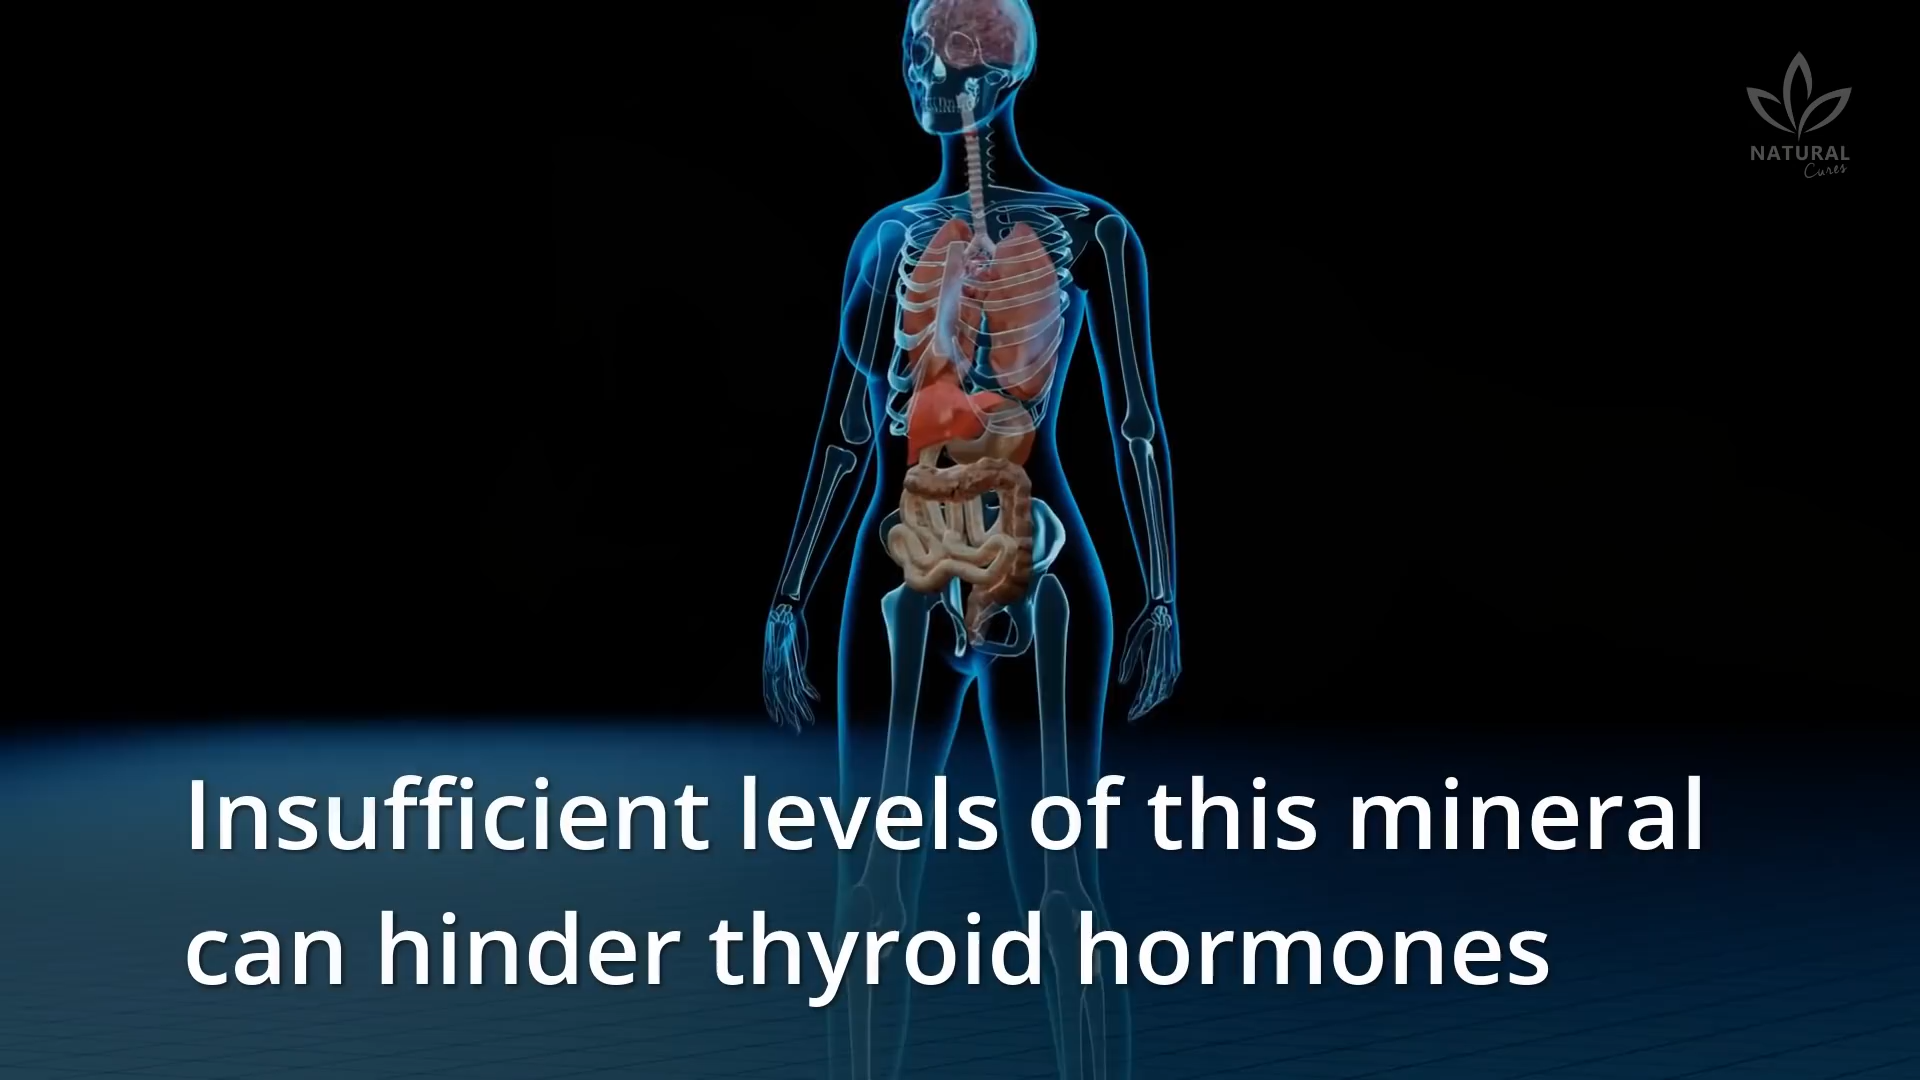 NATURAL
Cures
Insufficient levels of this mineral
can hinder thyroid hormones